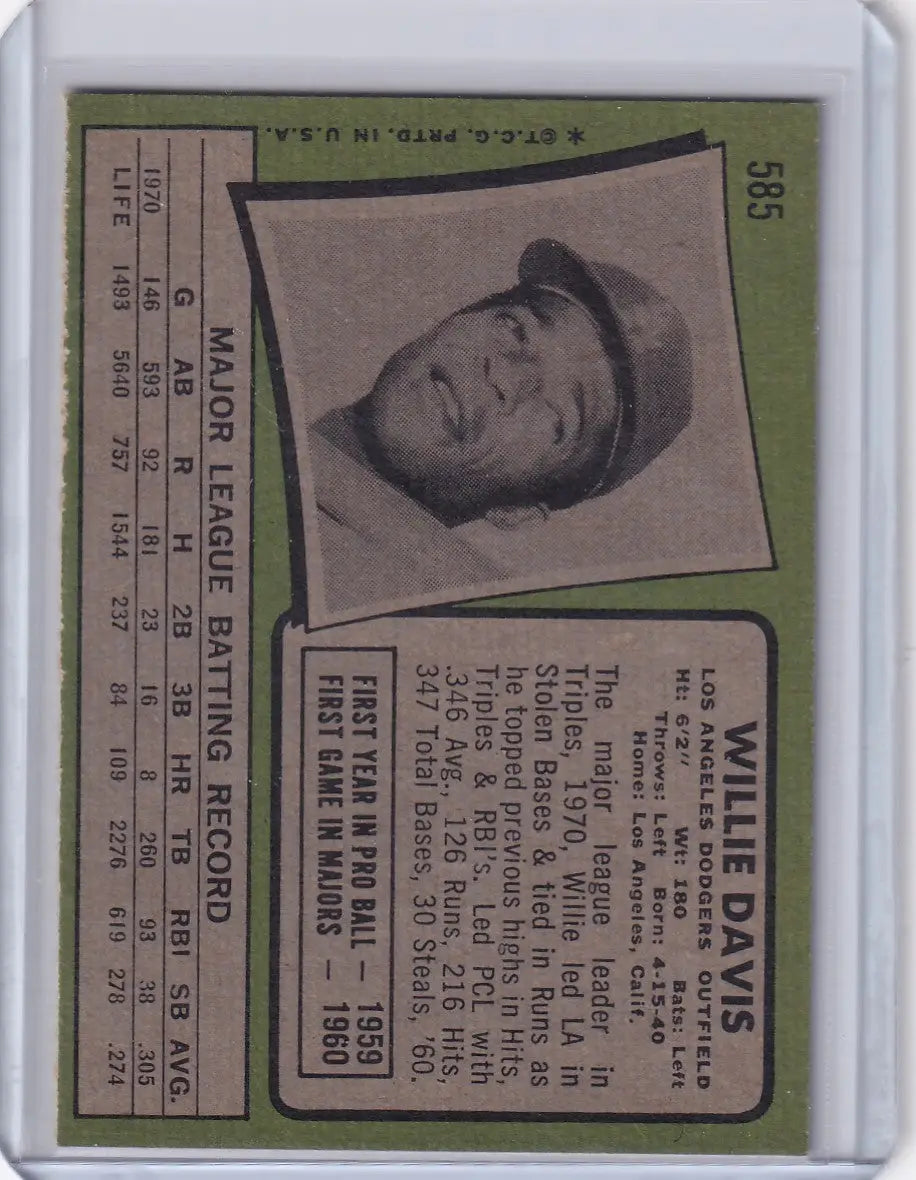 585
* © T.C.G. PRTD. IN U.S.A.
WILLIE DAVIS
LOS ANGELES DODGERS OUTFIELD
Ht: 6'2" Wt: 180 Bats: Left
Throws: Left Born: 4-15-40
Home: Los Angeles, Calif.
The major league leader in
Triples, 1970, Willie led LA in
Stolen Bases & tied in Runs as
he topped previous highs in Hits,
Triples & RBI's. Led PCL with
.346 Avg., 126 Runs, 216 Hits,
347 Total Bases, 30 Steals, '60.
FIRST YEAR IN PRO BALL — 1959
FIRST GAME IN MAJORS — 1960
MAJOR LEAGUE BATTING RECORD
G AB R H 2B 3B HR TB RBI SB AVG.
1970 146 593 92 181 23 16 8 260 93 38 .305
LIFE 1493 5640 757 1544 237 84 109 2276 619 278 .274